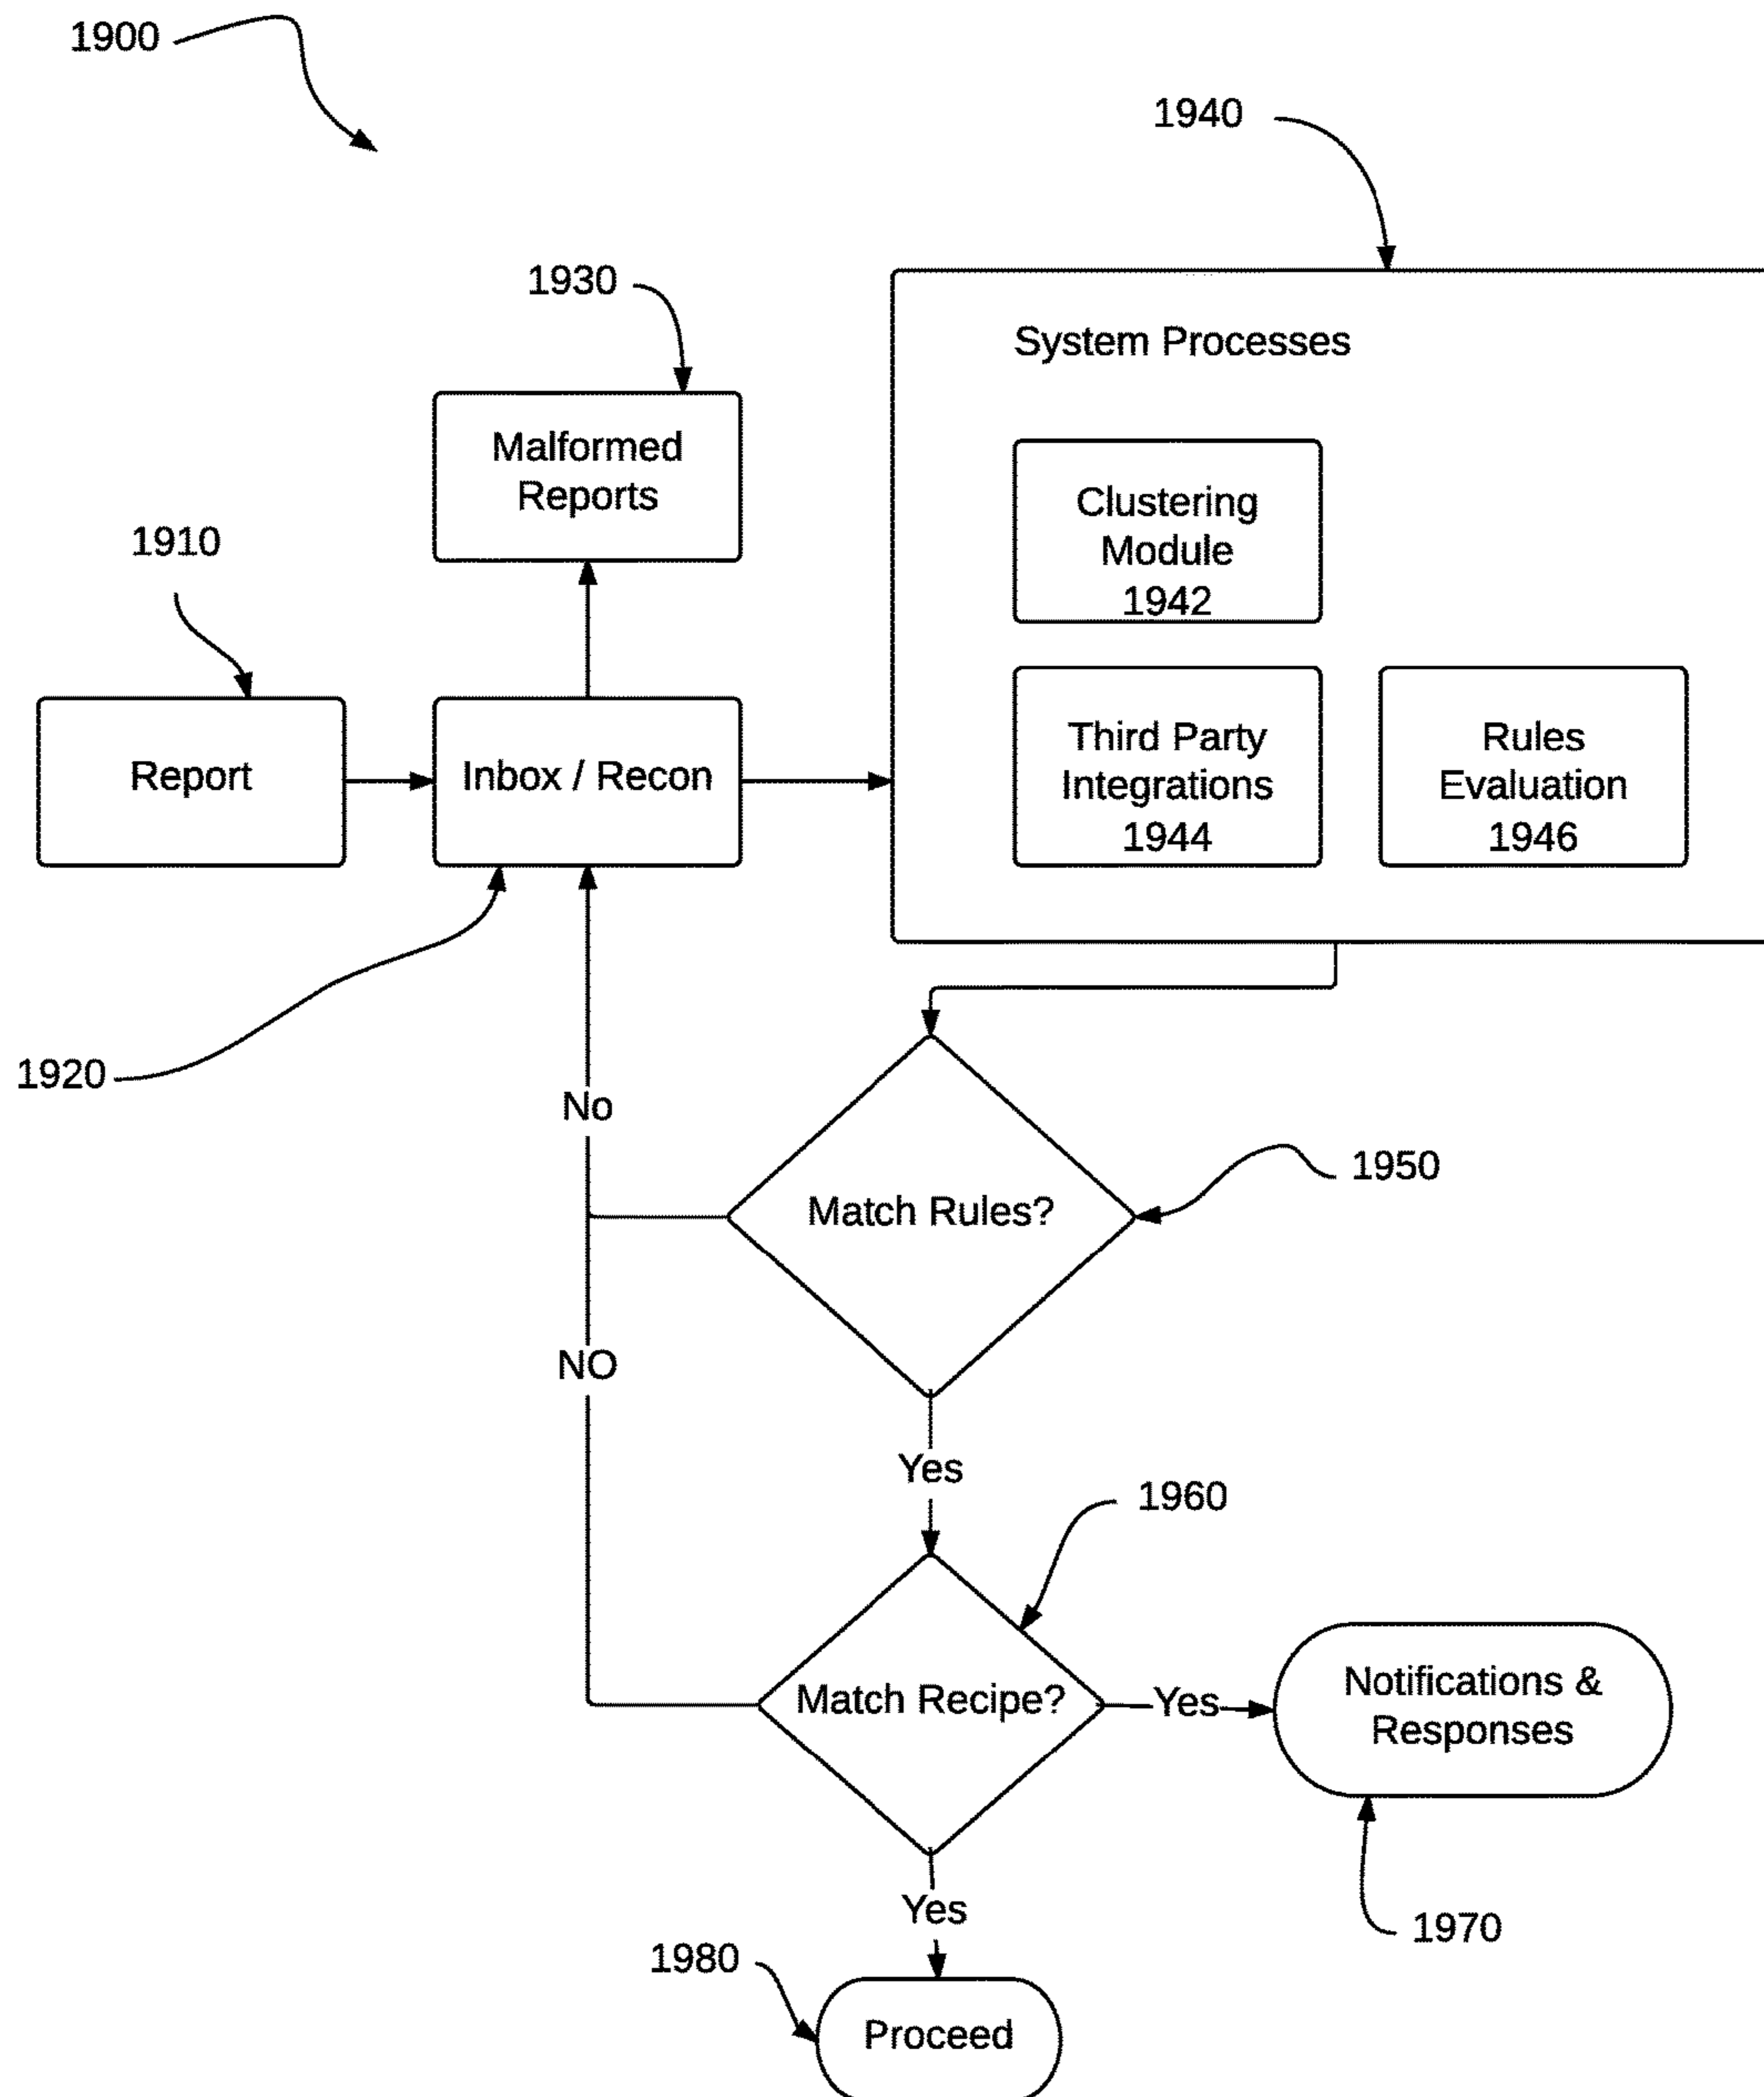 1900
1940
1930
System Processes
Malformed
Reports
Clustering
Module
1942
1910
Report
Inbox / Recon
Third Party
Integrations
1944
Rules
Evaluation
1946
1920
No
1950
Match Rules?
NO
Yes
1960
Match Recipe?
Yes
Notifications &
Responses
Yes
1970
1980
Proceed